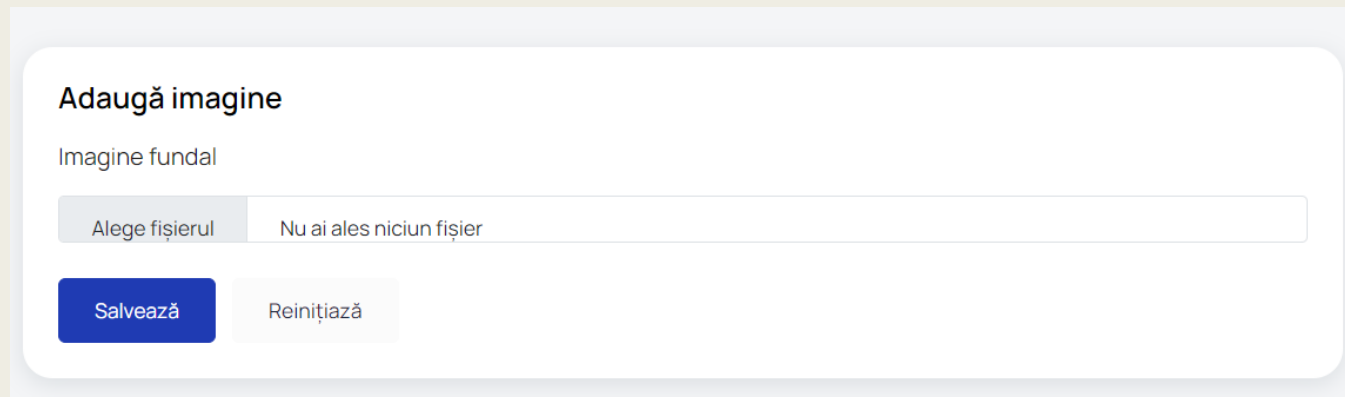 Adaugă imagine
Imagine fundal
Alege fișierul Nu ai ales niciun fișier
Salvează Reinițiază